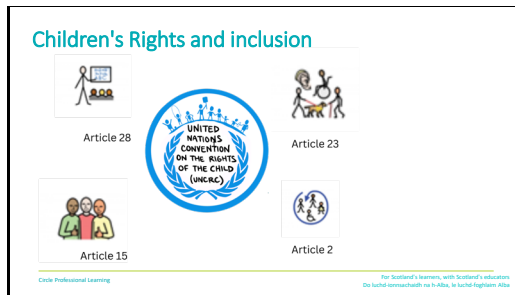 Children's Rights and inclusion
Article 28
UNITED
NATIONS
CONVENTION
ON THE RIGHTS
OF THE CHILD
(UNCRC)
Article 23
Article 15
Article 2
Circle Professional Learning
For Scotland's learners, with Scotland's educators
Do luchd-ionnsachaidh na h-Alba, le luchd-foghlaim Alba